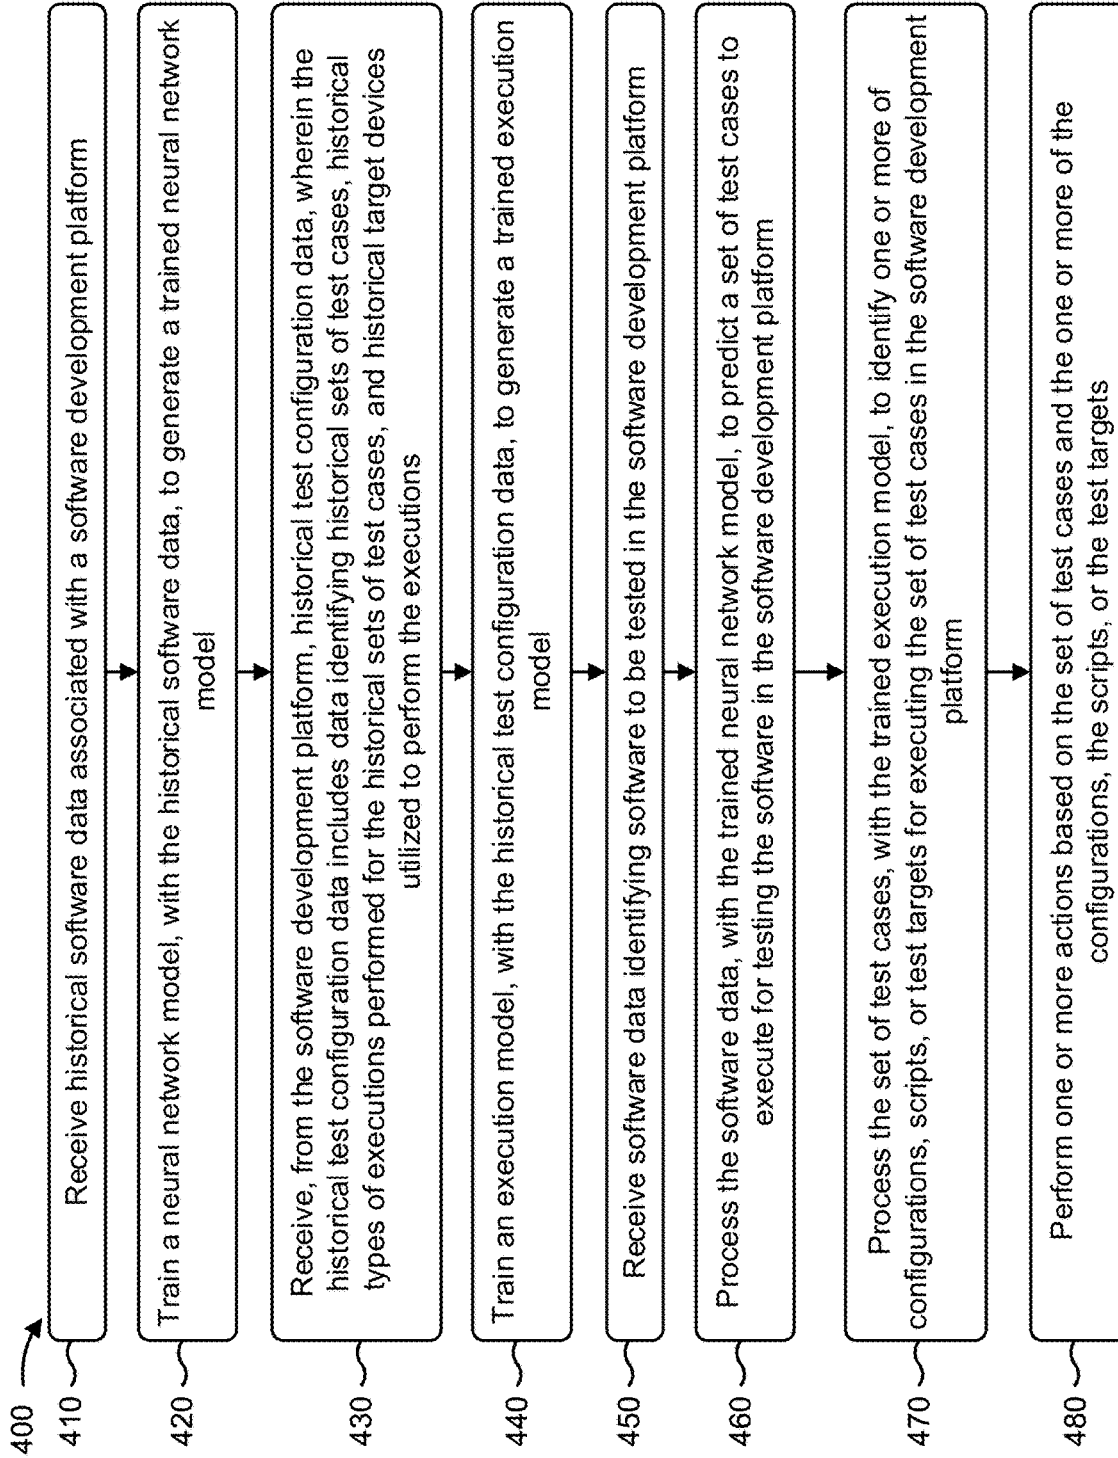 400
410
Receive historical software data associated with a software development platform
420
Train a neural network model, with the historical software data, to generate a trained neural network
model
430
Receive, from the software development platform, historical test configuration data, wherein the
historical test configuration data includes data identifying historical sets of test cases, historical
types of executions performed for the historical sets of test cases, and historical target devices
utilized to perform the executions
440
Train an execution model, with the historical test configuration data, to generate a trained execution
model
450
Receive software data identifying software to be tested in the software development platform
460
Process the software data, with the trained neural network model, to predict a set of test cases to
execute for testing the software in the software development platform
470
Process the set of test cases, with the trained execution model, to identify one or more of
configurations, scripts, or test targets for executing the set of test cases in the software development
platform
480
Perform one or more actions based on the set of test cases and the one or more of the
configurations, the scripts, or the test targets